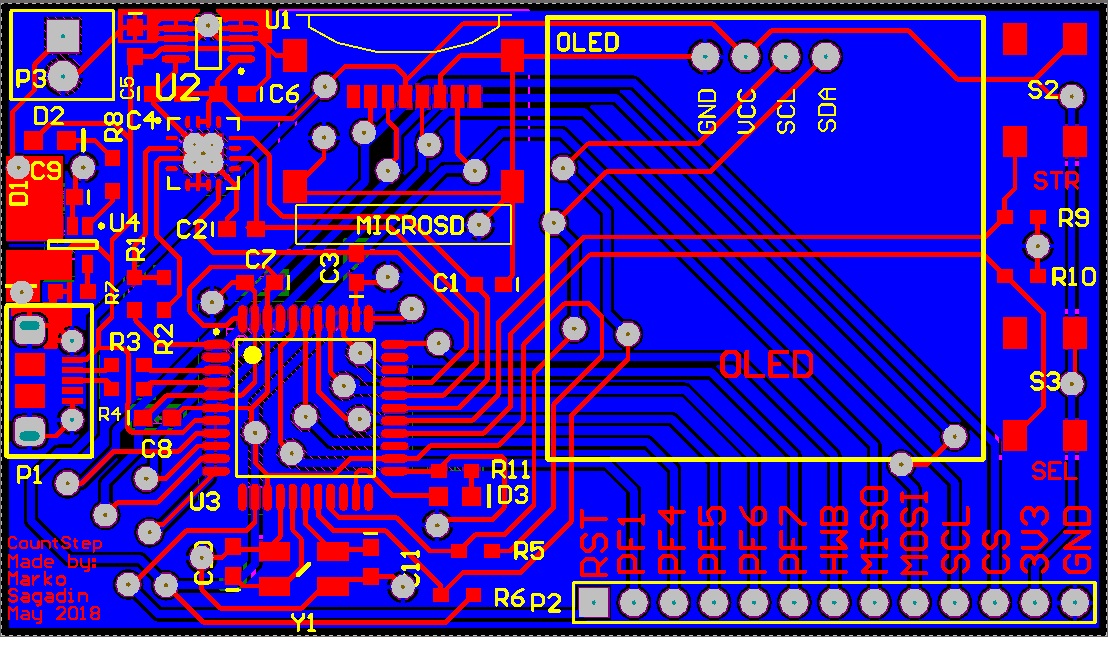 U1
OLED
P3
C5
U2
C6
S2
D2
R8
C4
GND
VCC
SCL
SDA
C9
D1
STR
U4
C2
MICROSD
R9
R1
C7
C3
C1
R10
R7
R3
R2
OLED
S3
R4
C8
P1
R11
SEL
U3
D3
RST
PF1
PF4
PF5
PF6
PF7
HWB
MISO
MOSI
SCL
CS
3V3
GND
CountStep
Made by:
Marko
Sagadin
May 2018
C11
R5
R6
P2
Y1